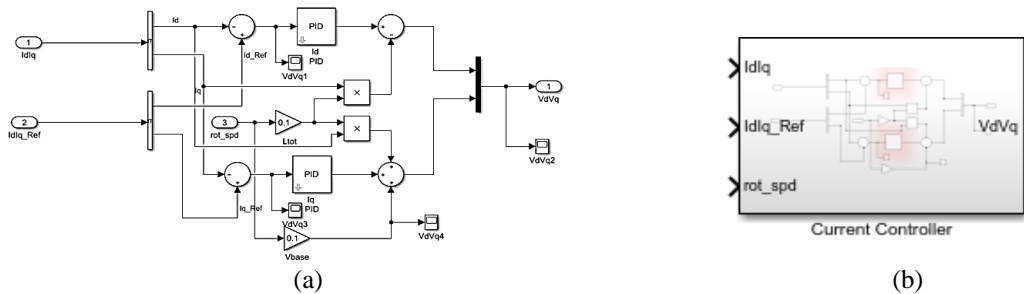 Id
PID
1
IdIq
Id_Ref
Id
PID
VdVq1
Iq
×
1
VdVq
2
IdIq_Ref
3
rot_spd
0.1
×
Ltot
VdVq2
PID
Iq
PID
Iq_Ref
VdVq3
VdVq4
0.1
Vbase
(a)
IdIq
IdIq_Ref
VdVq
rot_spd
Current Controller
(b)